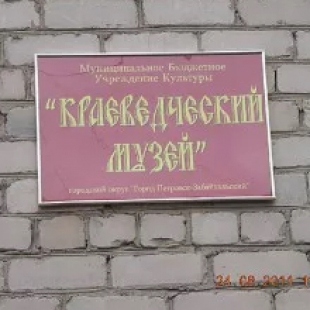 Муниципальное Бюджетное
Учреждение Культуры
"КРАЕВЕДЧЕСКИЙ
МУЗЕЙ"
городской округ "Город Петровск-Забайкальский"
24 08 2011